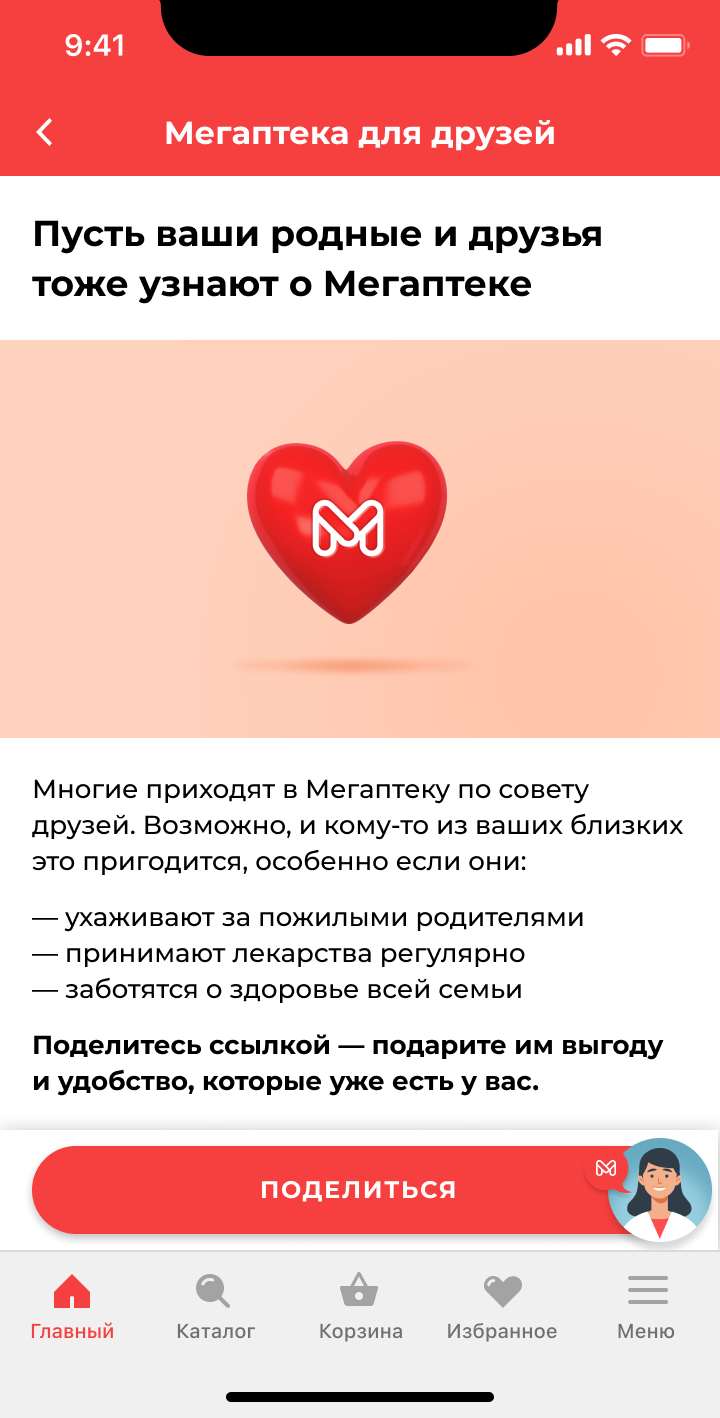 9:41
Мегаптека для друзей
Пусть ваши родные и друзья
тоже узнают о Мегаптеке
Многие приходят в Мегаптеку по совету
друзей. Возможно, и кому-то из ваших близких
это пригодится, особенно если они:
— ухаживают за пожилыми родителями
— принимают лекарства регулярно
— заботятся о здоровье всей семьи
Поделитесь ссылкой — подарите им выгоду
и удобство, которые уже есть у вас.
ПОДЕЛИТЬСЯ
Главный Каталог Корзина Избранное Меню